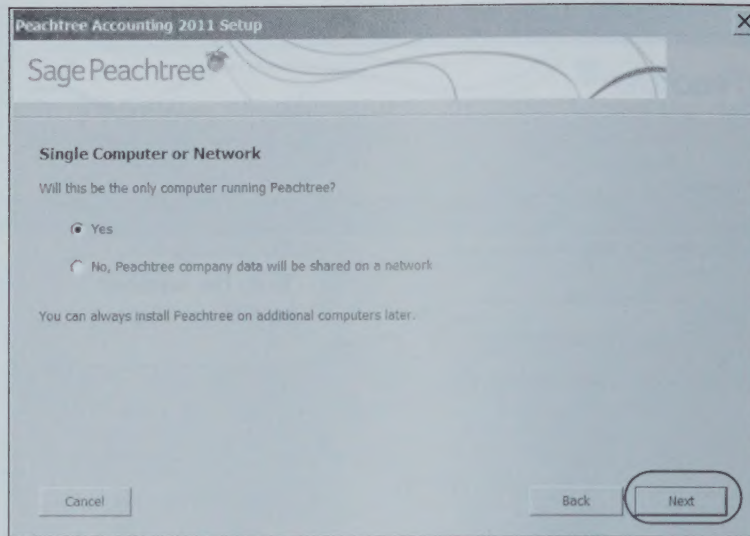 Peachtree Accounting 2011 Setup
Sage Peachtree
Single Computer or Network
Will this be the only computer running Peachtree?
Yes
No, Peachtree company data will be shared on a network
You can always install Peachtree on additional computers later.
Cancel
Back
Next